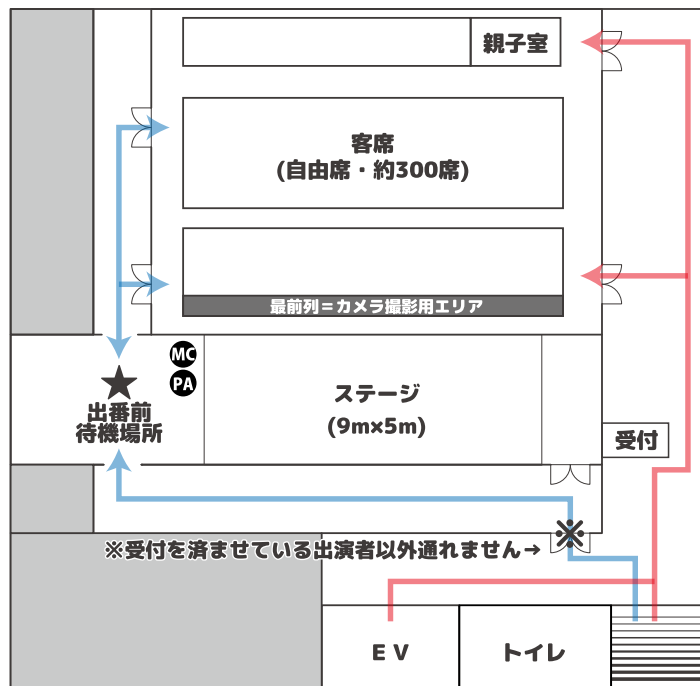 親子室
客席
(自由席・約300席)
最前列=カメラ撮影用エリア
MC
PA
★
出番前
待機場所
ステージ
(9m×5m)
受付
※
※受付を済ませている出演者以外通れません→
EV
トイレ